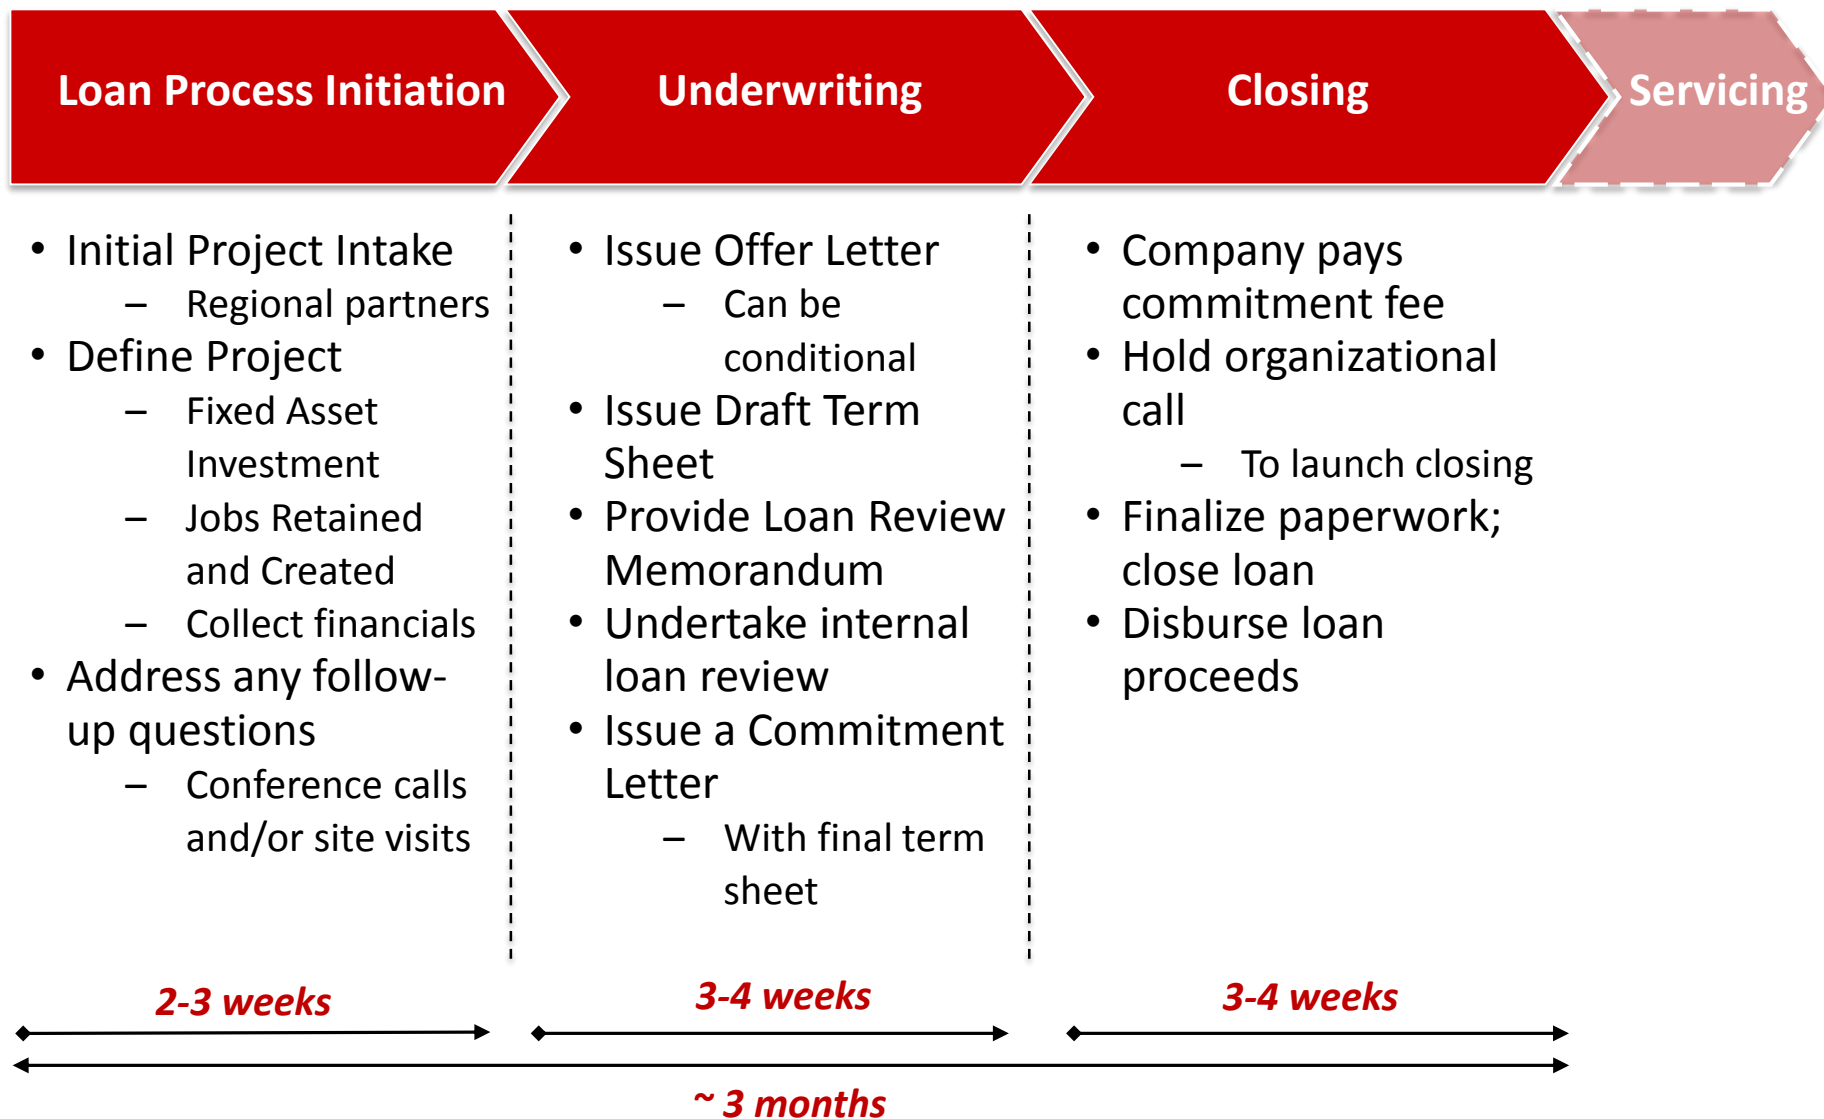 Loan Process Initiation
Underwriting
Closing
Servicing
• Initial Project Intake
– Regional partners
• Define Project
– Fixed Asset
Investment
– Jobs Retained
and Created
– Collect financials
• Address any follow-
up questions
– Conference calls
and/or site visits
• Issue Offer Letter
– Can be
conditional
• Issue Draft Term
Sheet
• Provide Loan Review
Memorandum
• Undertake internal
loan review
• Issue a Commitment
Letter
– With final term
sheet
• Company pays
commitment fee
• Hold organizational
call
– To launch closing
• Finalize paperwork;
close loan
• Disburse loan
proceeds
2-3 weeks
3-4 weeks
3-4 weeks
~ 3 months